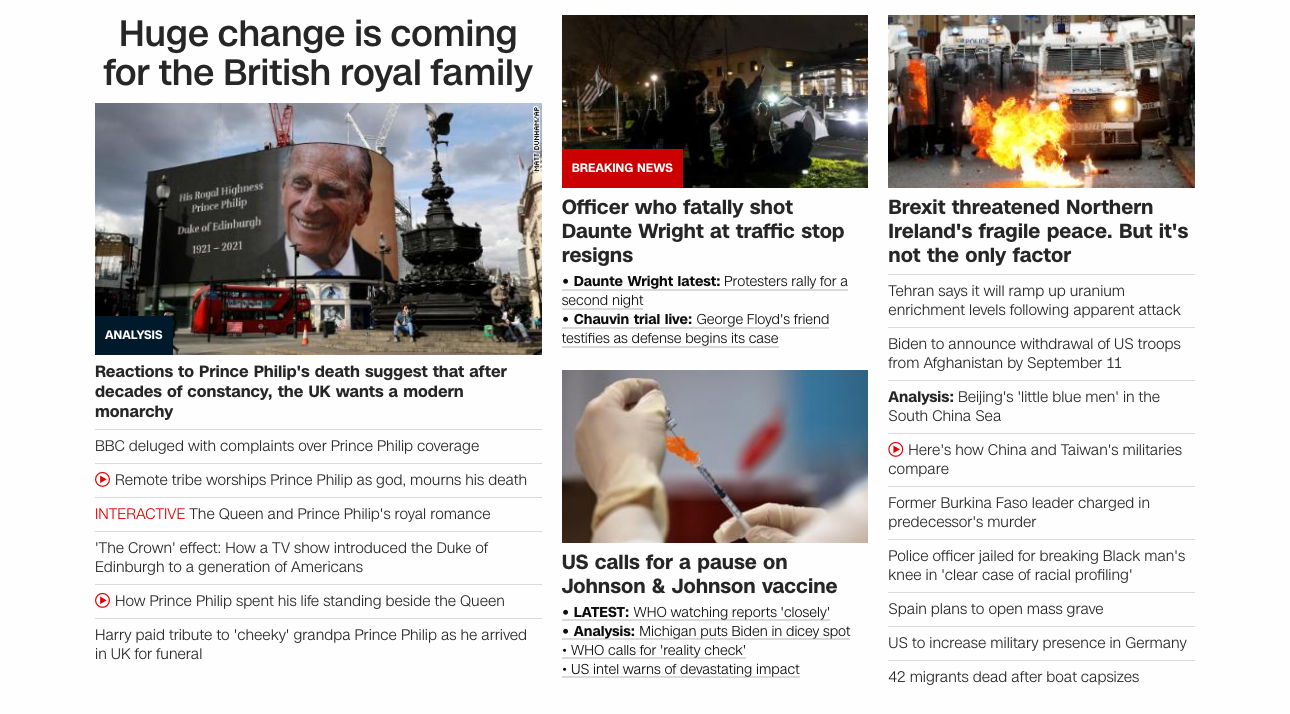 Huge change is coming
for the British royal family
MATT DUNHAM/AP
His Royal Highness
Prince Philip
Duke of Edinburgh
1921 – 2021
ANALYSIS
Reactions to Prince Philip's death suggest that after
decades of constancy, the UK wants a modern
monarchy
BBC deluged with complaints over Prince Philip coverage
Remote tribe worships Prince Philip as god, mourns his death
INTERACTIVE The Queen and Prince Philip's royal romance
'The Crown' effect: How a TV show introduced the Duke of
Edinburgh to a generation of Americans
How Prince Philip spent his life standing beside the Queen
Harry paid tribute to 'cheeky' grandpa Prince Philip as he arrived
in UK for funeral
BREAKING NEWS
Officer who fatally shot
Daunte Wright at traffic stop
resigns
• Daunte Wright latest: Protesters rally for a
second night
• Chauvin trial live: George Floyd's friend
testifies as defense begins its case
US calls for a pause on
Johnson & Johnson vaccine
• LATEST: WHO watching reports 'closely'
• Analysis: Michigan puts Biden in dicey spot
• WHO calls for 'reality check'
• US intel warns of devastating impact
POLICE
POLICE
Brexit threatened Northern
Ireland's fragile peace. But it's
not the only factor
Tehran says it will ramp up uranium
enrichment levels following apparent attack
Biden to announce withdrawal of US troops
from Afghanistan by September 11
Analysis: Beijing's 'little blue men' in the
South China Sea
Here's how China and Taiwan's militaries
compare
Former Burkina Faso leader charged in
predecessor's murder
Police officer jailed for breaking Black man's
knee in 'clear case of racial profiling'
Spain plans to open mass grave
US to increase military presence in Germany
42 migrants dead after boat capsizes